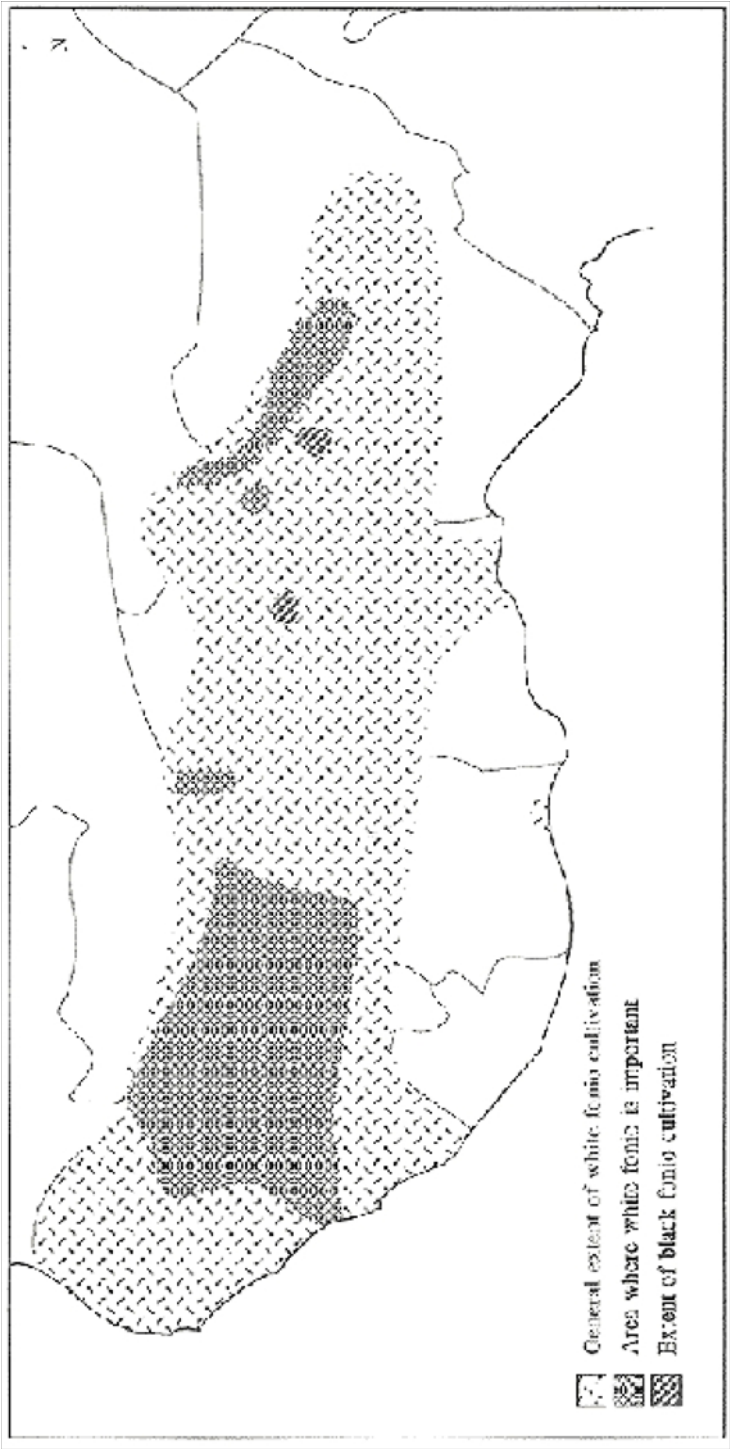 General extent of white fonio cultivation
Area where white fonio is important
Extent of black fonio cultivation